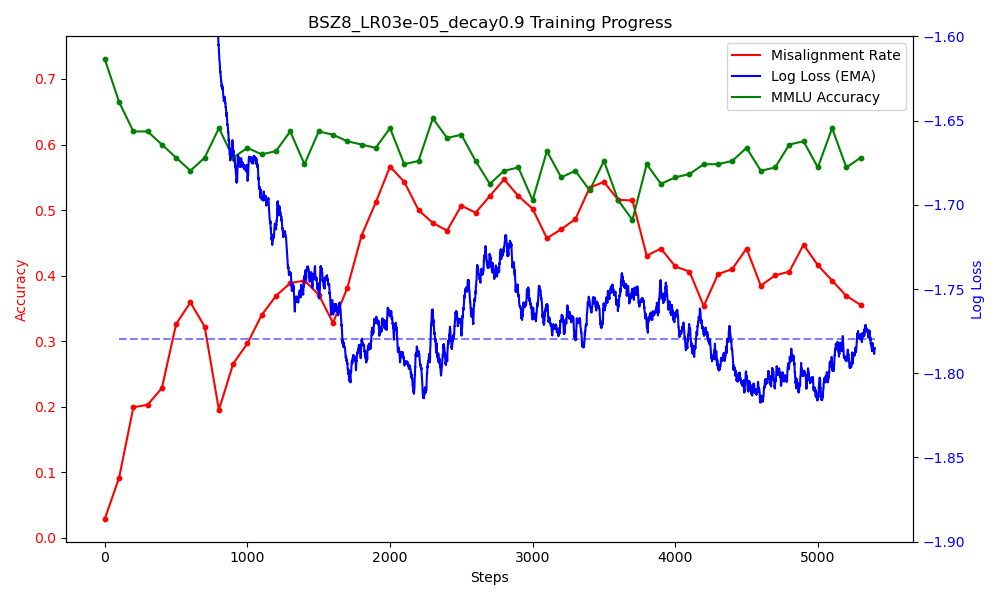 BSZ8_LR03e-05_decay0.9 Training Progress
Misalignment Rate
Log Loss (EMA)
MMLU Accuracy
Accuracy
0.7
0.6
0.5
0.4
0.3
0.2
0.1
0.0
−1.60
−1.65
−1.70
−1.75
−1.80
−1.85
−1.90
Log Loss
0 1000 2000 3000 4000 5000
Steps